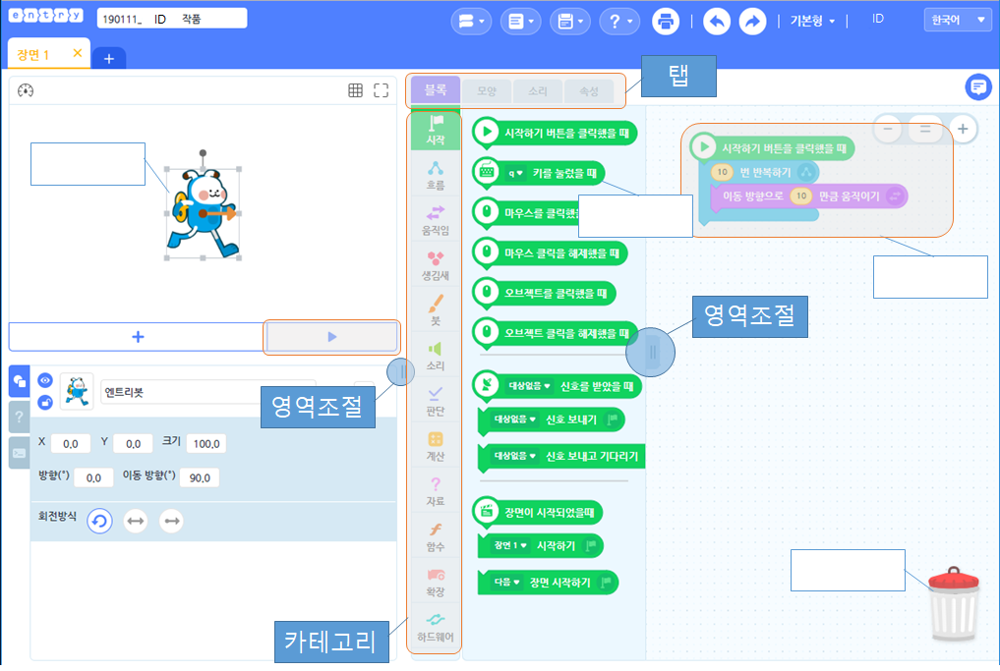 entry
190111_ ID 작품
?
기본형
ID
한국어
장면 1
탭
블록
모양
소리
속성
시작
흐름
움직임
생김새
붓
소리
판단
계산
자료
함수
확장
하드웨어
시작하기 버튼을 클릭했을 때
q 키를 눌렀을 때
마우스를 클릭했
마우스 클릭을 해제했을 때
오브젝트를 클릭했을 때
오브젝트 클릭을 해제했을 때
대상없음 신호를 받았을 때
대상없음 신호 보내기
대상없음 신호 보내고 기다리기
장면이 시작되었을때
장면 1 시작하기
다음 장면 시작하기
시작하기 버튼을 클릭했을 때
10 번 반복하기
이동 방향으로 10 만큼 움직이기
영역조절
영역조절
카테고리
엔트리봇
X 0,0 Y 0,0 크기 100,0
방향(°) 0,0 이동 방향(°) 90,0
회전방식